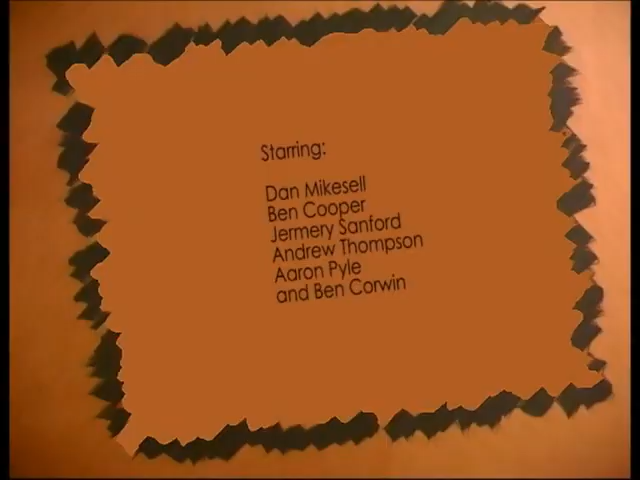 Starring:
Dan Mikesell
Ben Cooper
Jermery Sanford
Andrew Thompson
Aaron Pyle
and Ben Corwin